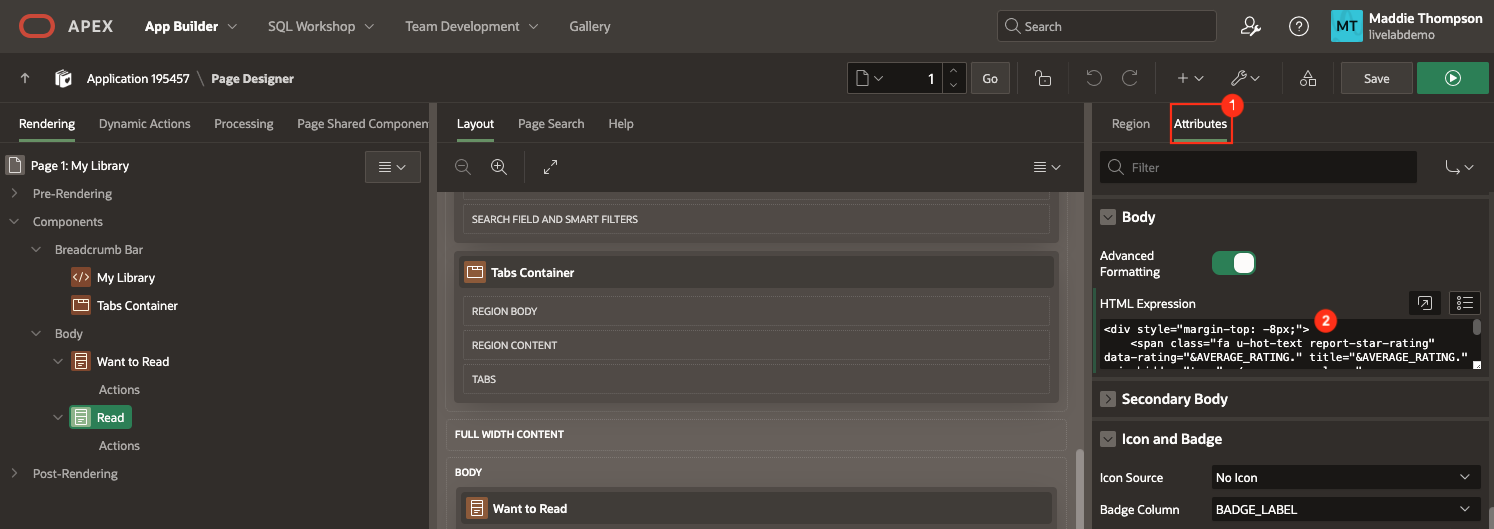 APEX
App Builder
SQL Workshop
Team Development
Gallery
Search
MT
Maddie Thompson
livelabdemo
Application 195457 \ Page Designer
1
Go
Save
1
Rendering
Dynamic Actions
Processing
Page Shared Componen
Layout
Page Search
Help
Region
Attributes
Page 1: My Library
Pre-Rendering
Components
Breadcrumb Bar
My Library
Tabs Container
Body
Want to Read
Actions
Read
Actions
Post-Rendering
SEARCH FIELD AND SMART FILTERS
Tabs Container
REGION BODY
REGION CONTENT
TABS
FULL WIDTH CONTENT
BODY
Want to Read
Filter
Body
Advanced
Formatting
HTML Expression
2
<div style="margin-top: -8px;">
<span class="fa u-hot-text report-star-rating"
data-rating="&AVERAGE_RATING." title="&AVERAGE_RATING."
Secondary Body
Icon and Badge
Icon Source
No Icon
Badge Column
BADGE_LABEL